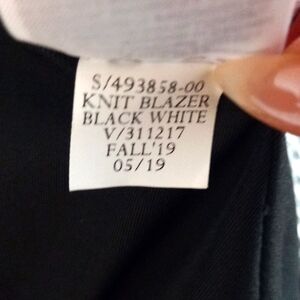 S/493858-00
KNIT BLAZER
BLACK WHITE
V/311217
FALL'19
05/19